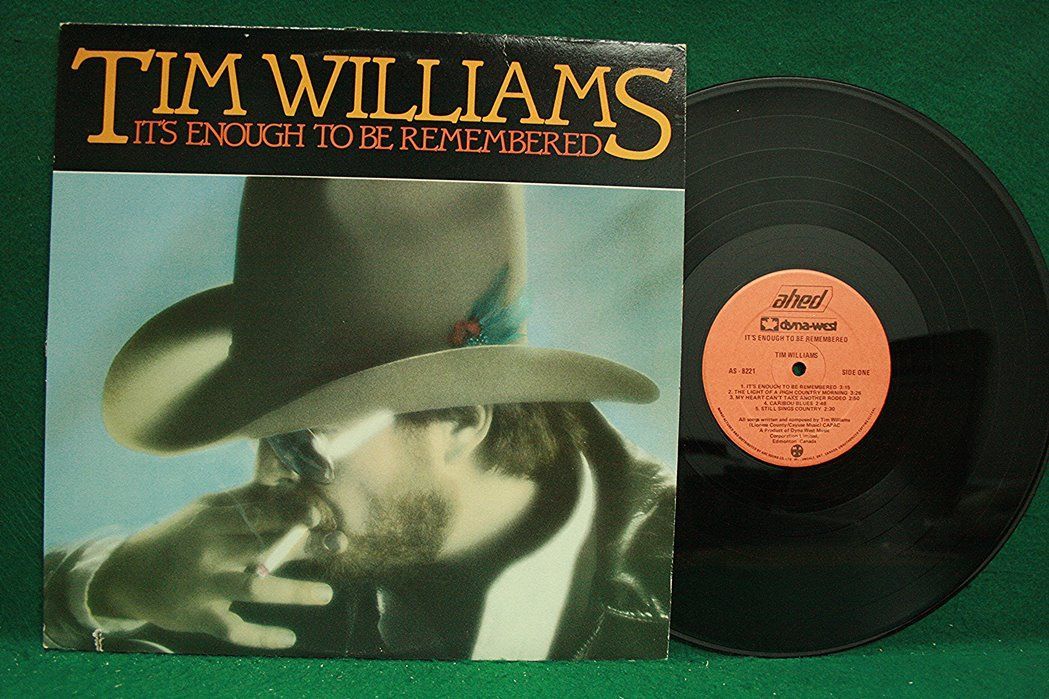 TIM WILLIAMS
IT'S ENOUGH TO BE REMEMBERED
ahed
dyna-west
IT'S ENOUGH TO BE REMEMBERED
TIM WILLIAMS
AS - 8221 SIDE ONE
1. IT'S ENOUGH TO BE REMEMBERED 3:15
2. THE LIGHT OF A HIGH COUNTRY MORNING 3:26
3. MY HEART CAN'T TAKE ANOTHER RODEO 2:50
4. CARIBOU BLUES 2:48
5. STILL SINGS COUNTRY 2:30
All songs written and composed by Tim Williams
County/Cayuse Music) CAPAC
A Product of Dyna West Music
Corporation Limited,
Edmonton Canada